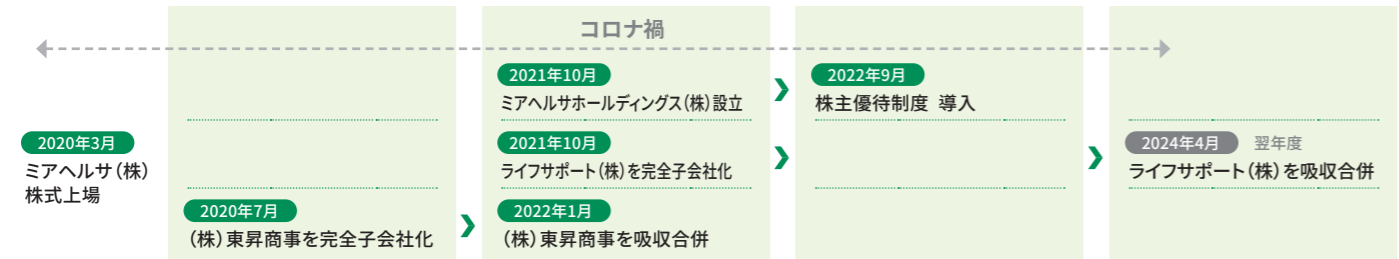 コロナ禍
2020年3月
ミアヘルサ(株)
株式上場
2020年7月
(株)東昇商事を完全子会社化
2021年10月
ミアヘルサホールディングス(株)設立
2021年10月
ライフサポート(株)を完全子会社化
2022年1月
(株)東昇商事を吸収合併
2022年9月
株主優待制度 導入
2024年4月 翌年度
ライフサポート(株)を吸収合併